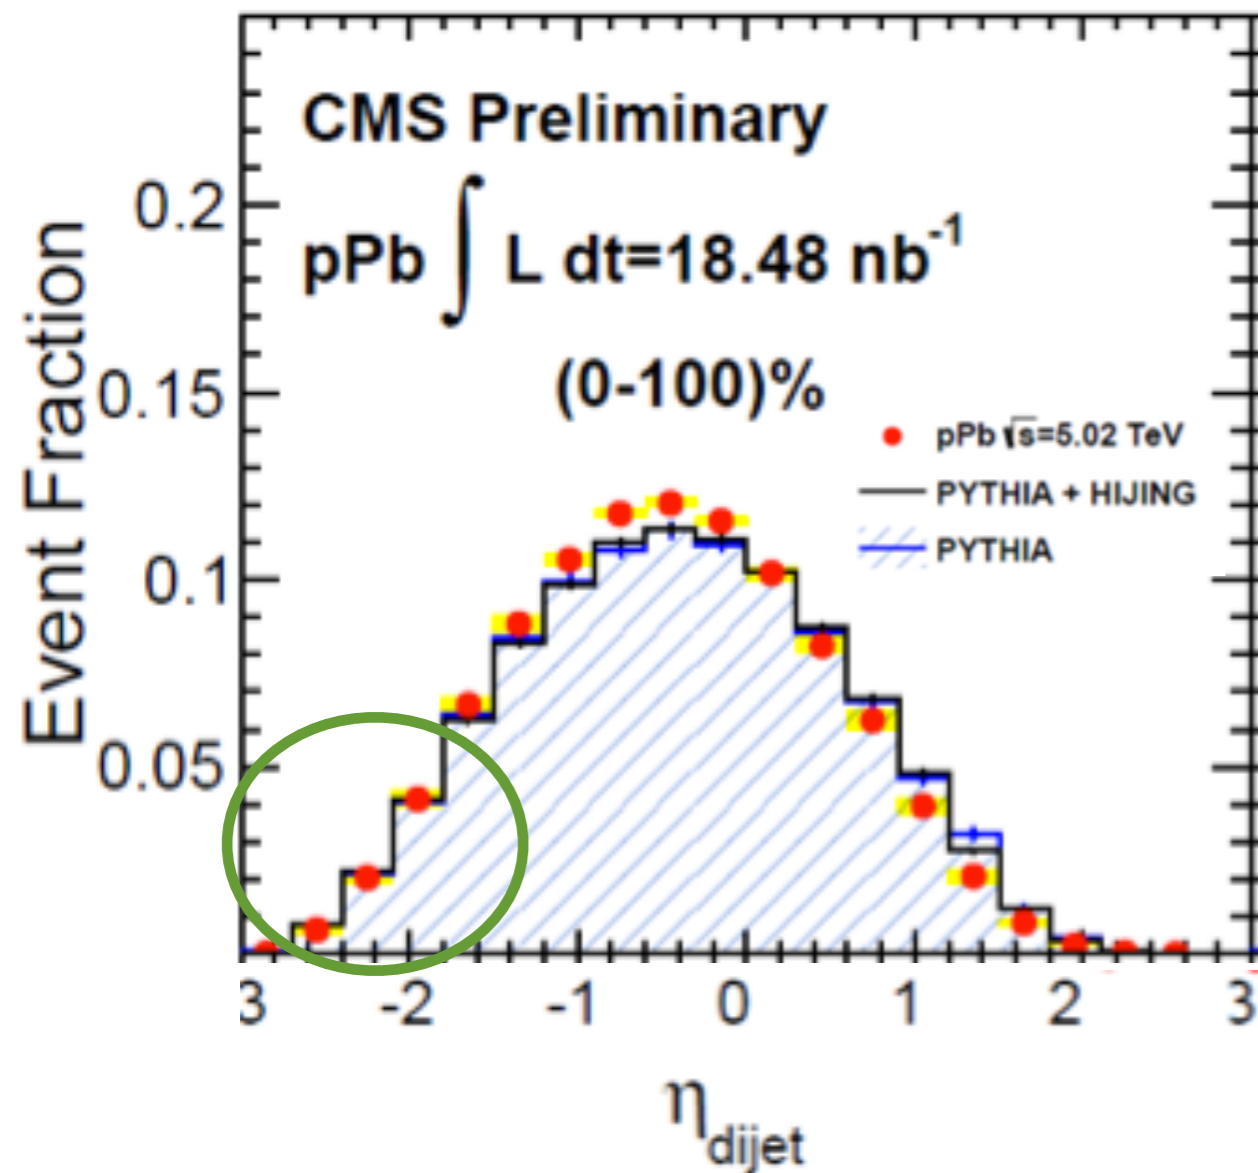 CMS Preliminary
pPb ∫ L dt=18.48 nb⁻¹
(0-100)%
pPb √s=5.02 TeV
PYTHIA + HIJING
PYTHIA
Event Fraction
0.2
0.15
0.1
0.05
3 -2 -1 0 1 2 3
η_dijet